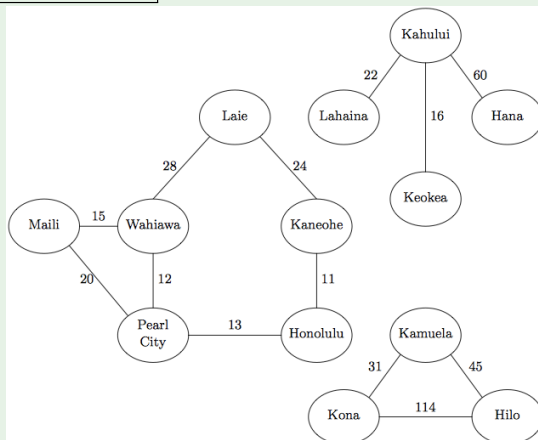 Kahului
22
60
Lahaina
16
Hana
Laie
28
24
Keokea
Maili
15
Wahiawa
Kaneohe
20
12
11
Pearl
City
13
Honolulu
Kamuela
31
45
Kona
114
Hilo